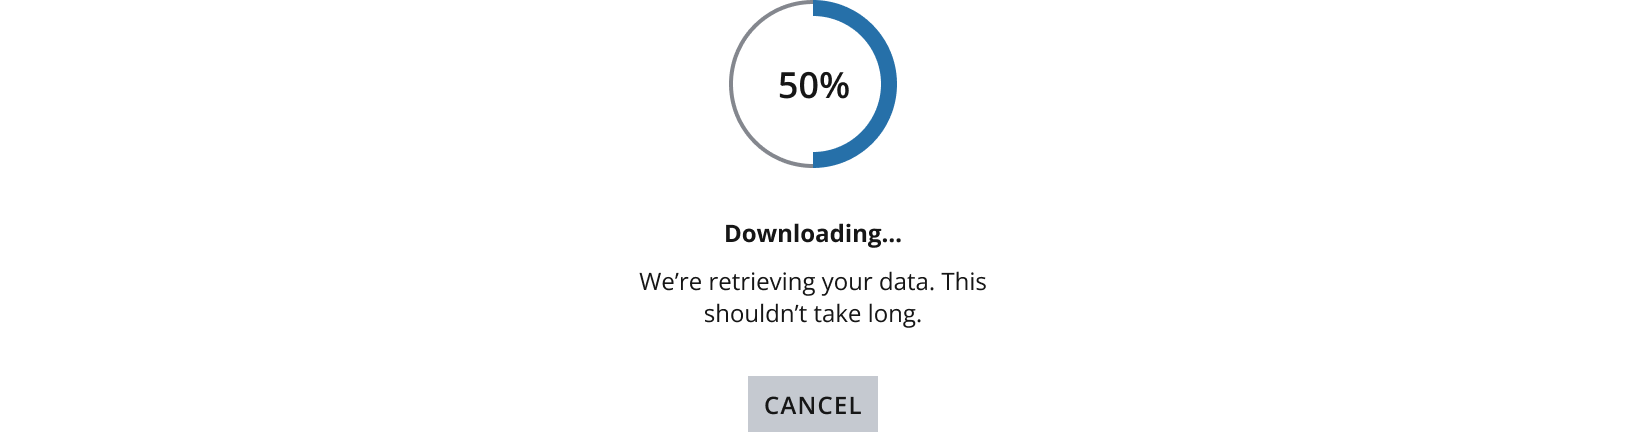 50%
Downloading...
We’re retrieving your data. This
shouldn’t take long.
CANCEL